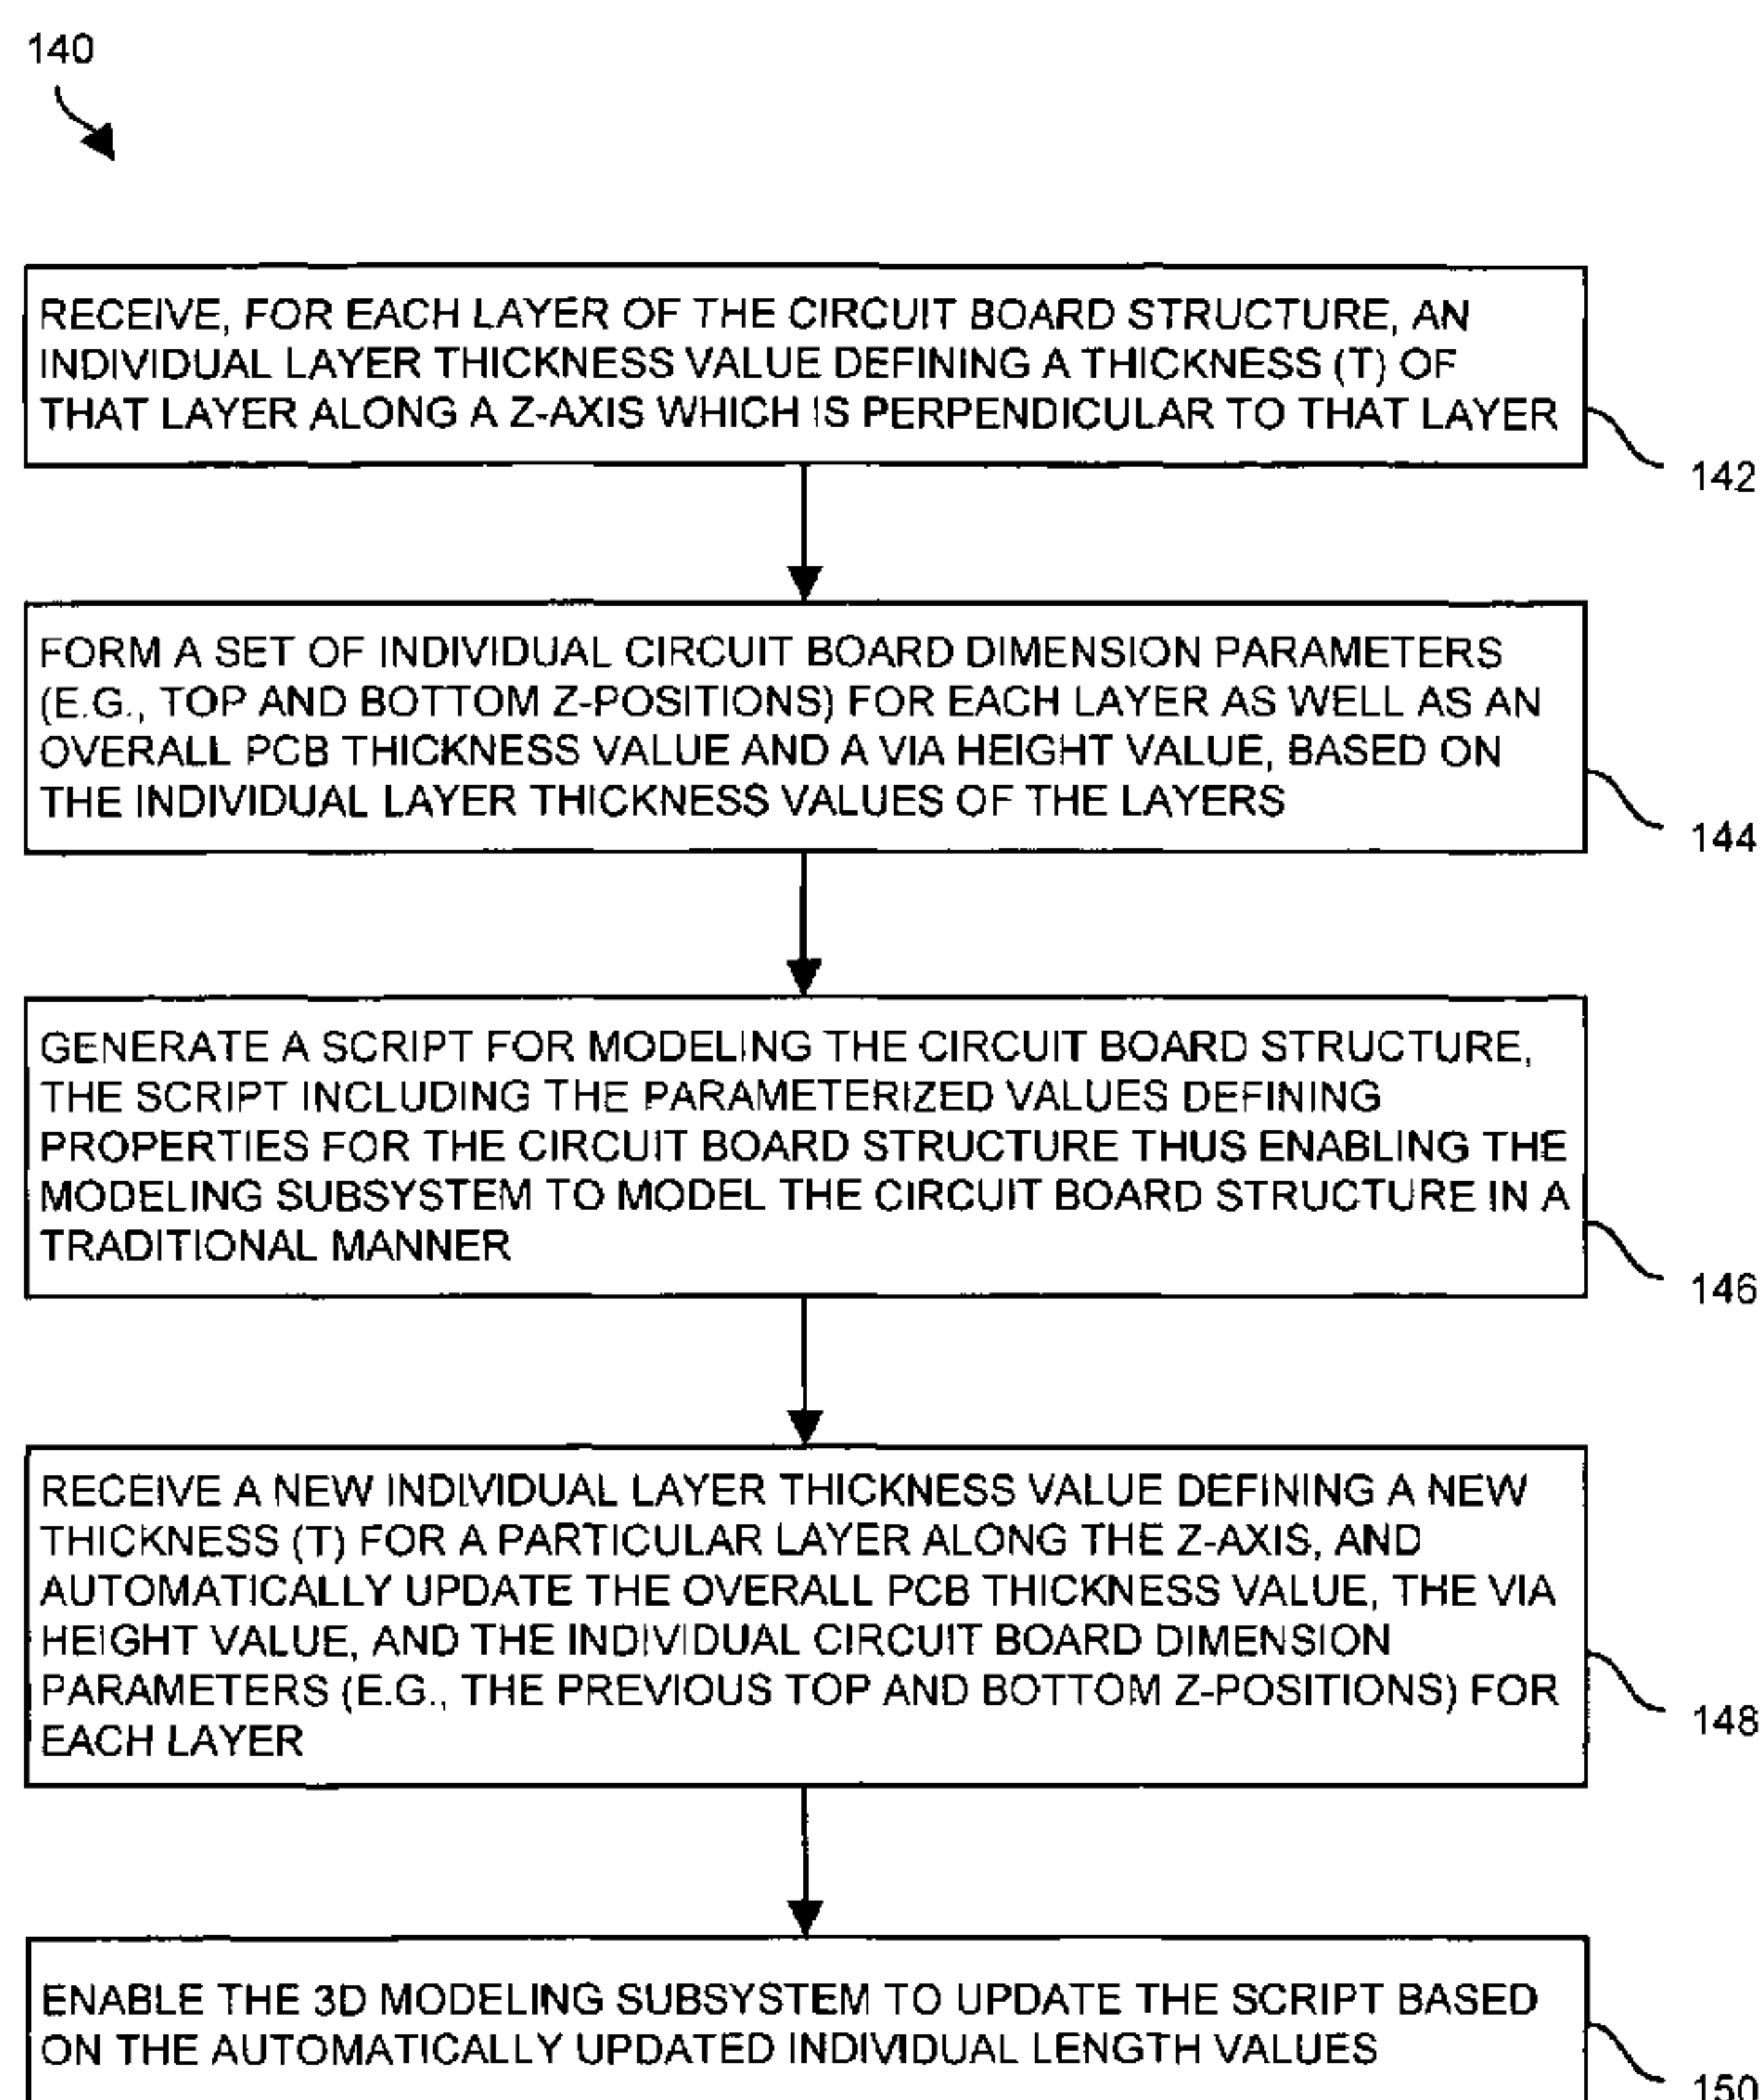 140
RECEIVE, FOR EACH LAYER OF THE CIRCUIT BOARD STRUCTURE, AN
INDIVIDUAL LAYER THICKNESS VALUE DEFINING A THICKNESS (T) OF
THAT LAYER ALONG A Z-AXIS WHICH IS PERPENDICULAR TO THAT LAYER
142
FORM A SET OF INDIVIDUAL CIRCUIT BOARD DIMENSION PARAMETERS
(E.G., TOP AND BOTTOM Z-POSITIONS) FOR EACH LAYER AS WELL AS AN
OVERALL PCB THICKNESS VALUE AND A VIA HEIGHT VALUE, BASED ON
THE INDIVIDUAL LAYER THICKNESS VALUES OF THE LAYERS
144
GENERATE A SCRIPT FOR MODELING THE CIRCUIT BOARD STRUCTURE,
THE SCRIPT INCLUDING THE PARAMETERIZED VALUES DEFINING
PROPERTIES FOR THE CIRCUIT BOARD STRUCTURE THUS ENABLING THE
MODELING SUBSYSTEM TO MODEL THE CIRCUIT BOARD STRUCTURE IN A
TRADITIONAL MANNER
146
RECEIVE A NEW INDIVIDUAL LAYER THICKNESS VALUE DEFINING A NEW
THICKNESS (T) FOR A PARTICULAR LAYER ALONG THE Z-AXIS, AND
AUTOMATICALLY UPDATE THE OVERALL PCB THICKNESS VALUE, THE VIA
HEIGHT VALUE, AND THE INDIVIDUAL CIRCUIT BOARD DIMENSION
PARAMETERS (E.G., THE PREVIOUS TOP AND BOTTOM Z-POSITIONS) FOR
EACH LAYER
148
ENABLE THE 3D MODELING SUBSYSTEM TO UPDATE THE SCRIPT BASED
ON THE AUTOMATICALLY UPDATED INDIVIDUAL LENGTH VALUES
150